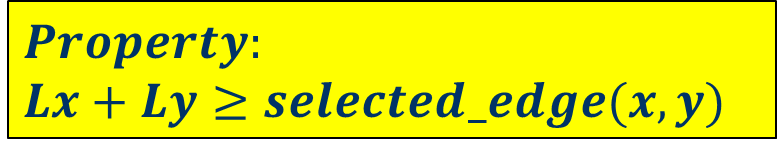 Property:
Lx + Ly ≥ selected_edge(x, y)